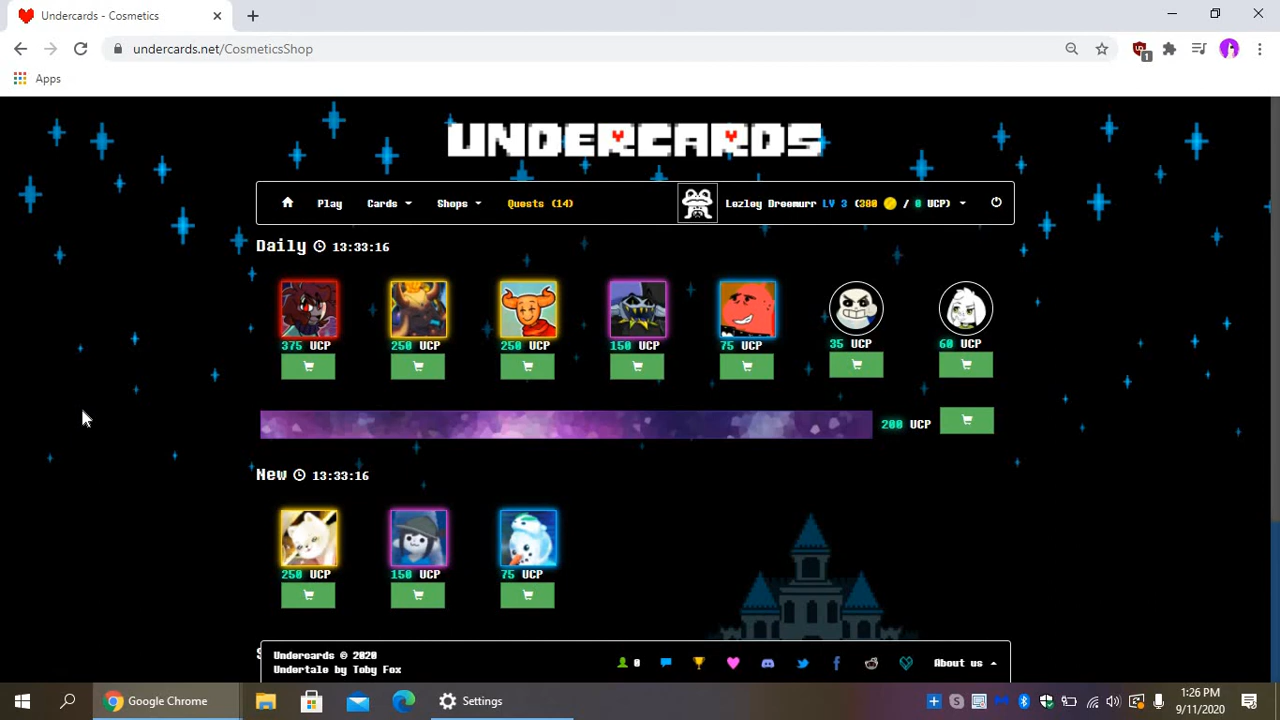 Undercards - Cosmetics
undercards.net/CosmeticsShop
1
Apps
UNDERCARDS
Play Cards Shops Quests (14) Lezley Dreemurr LV 3 (300 / 0 UCP)
Daily 13:33:16
375 UCP 250 UCP 250 UCP 150 UCP 75 UCP 35 UCP 60 UCP
200 UCP
New 13:33:16
250 UCP 150 UCP 75 UCP
Undercards © 2020
Undertale by Toby Fox
0 About us
Google Chrome Settings
1:26 PM
9/11/2020